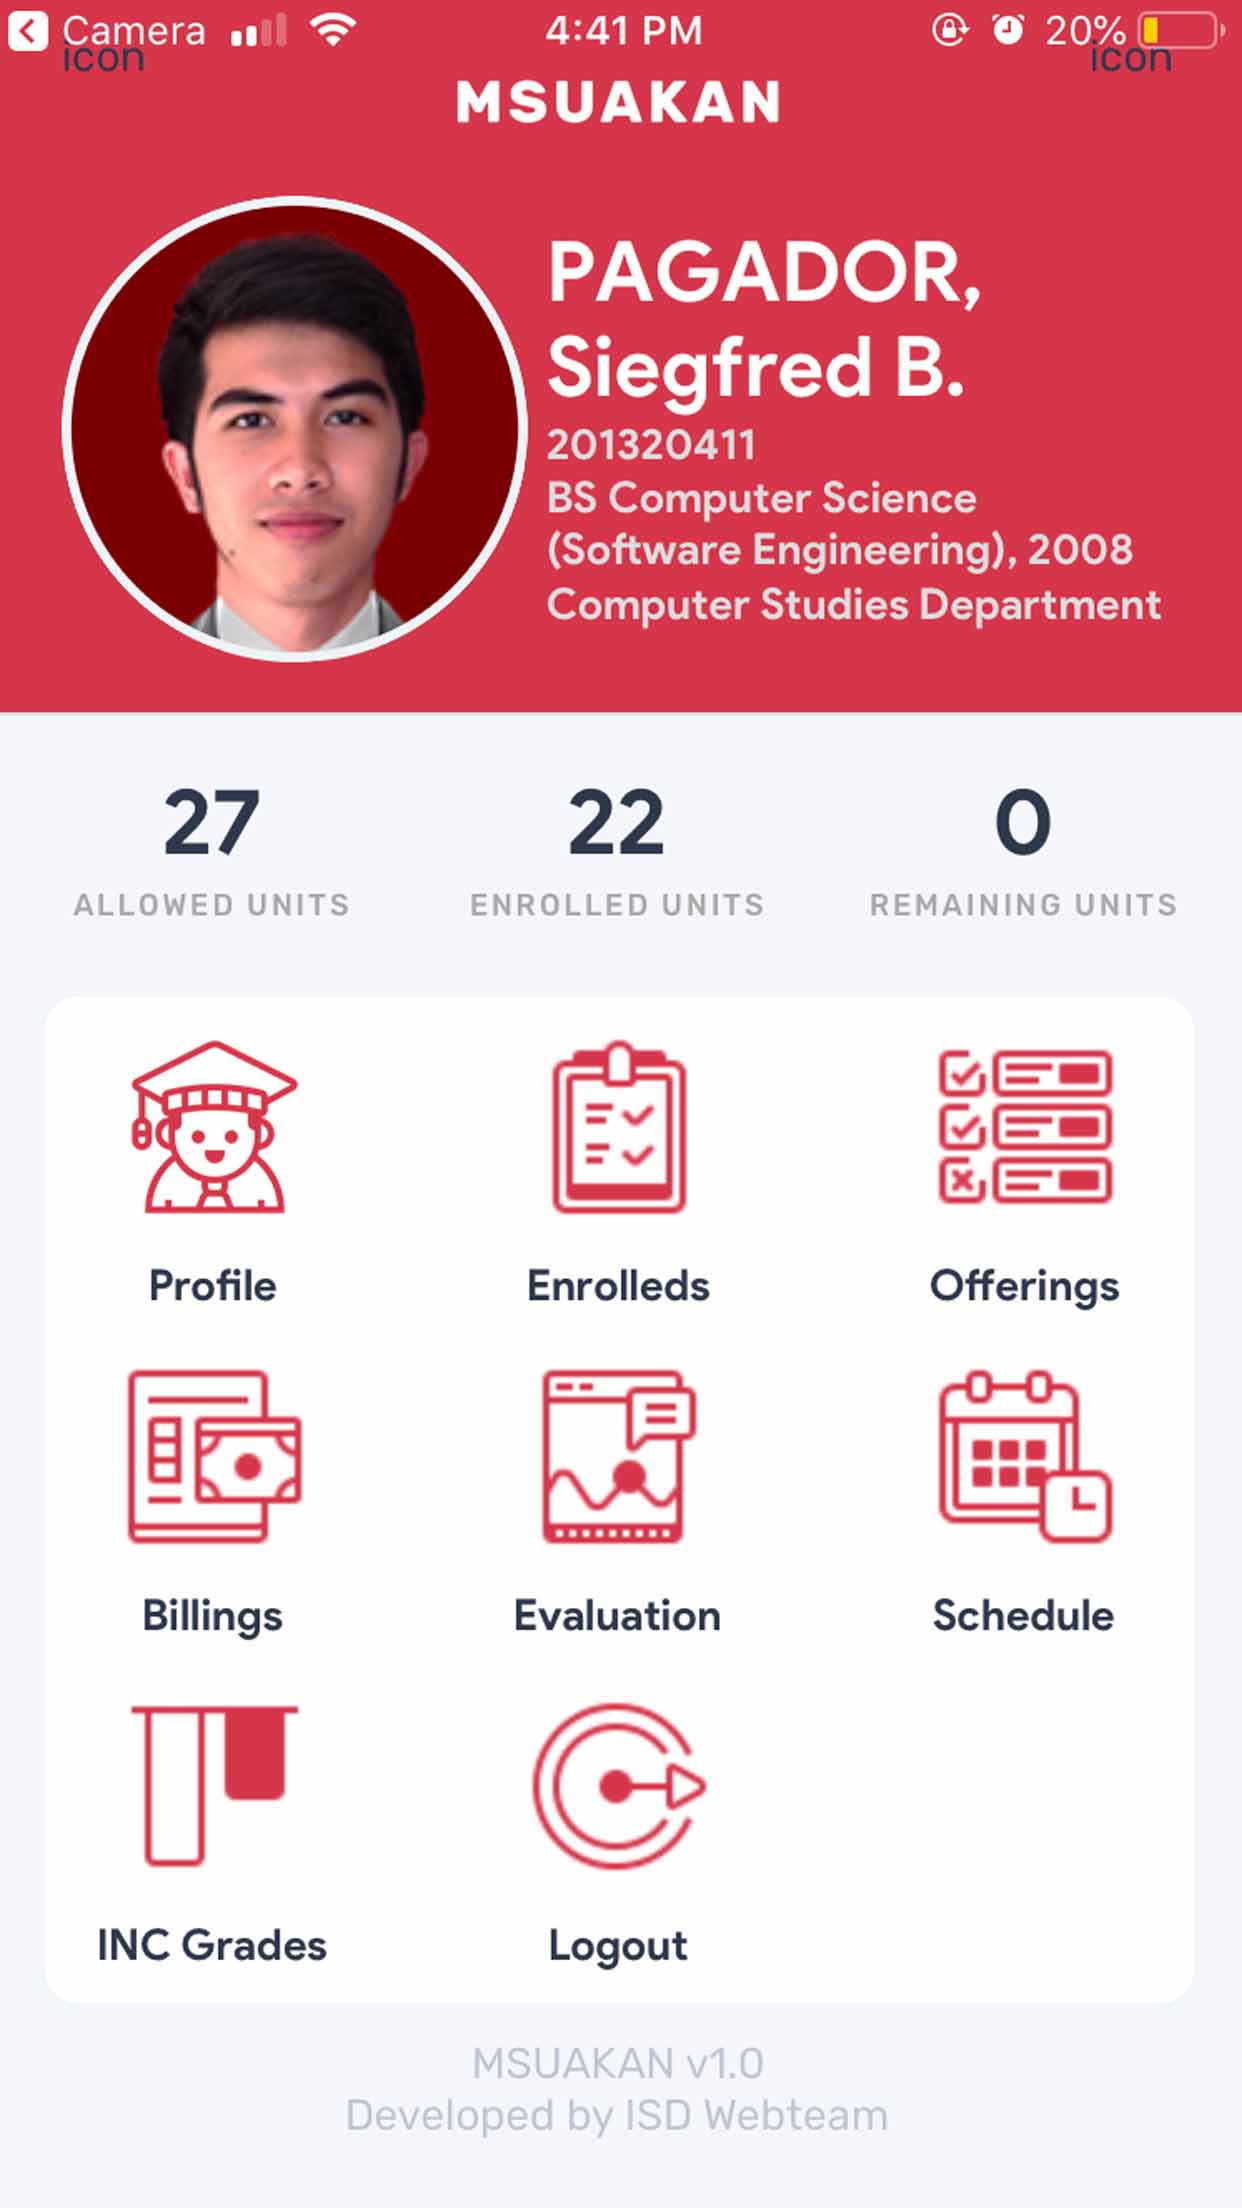 Camera 4:41 PM 20%
icon icon
MSUAKAN
PAGADOR,
Siegfred B.
201320411
BS Computer Science
(Software Engineering), 2008
Computer Studies Department
27 22 0
ALLOWED UNITS ENROLLED UNITS REMAINING UNITS
Profile Enrolleds Offerings
Billings Evaluation Schedule
INC Grades Logout
MSUAKAN v1.0
Developed by ISD Webteam